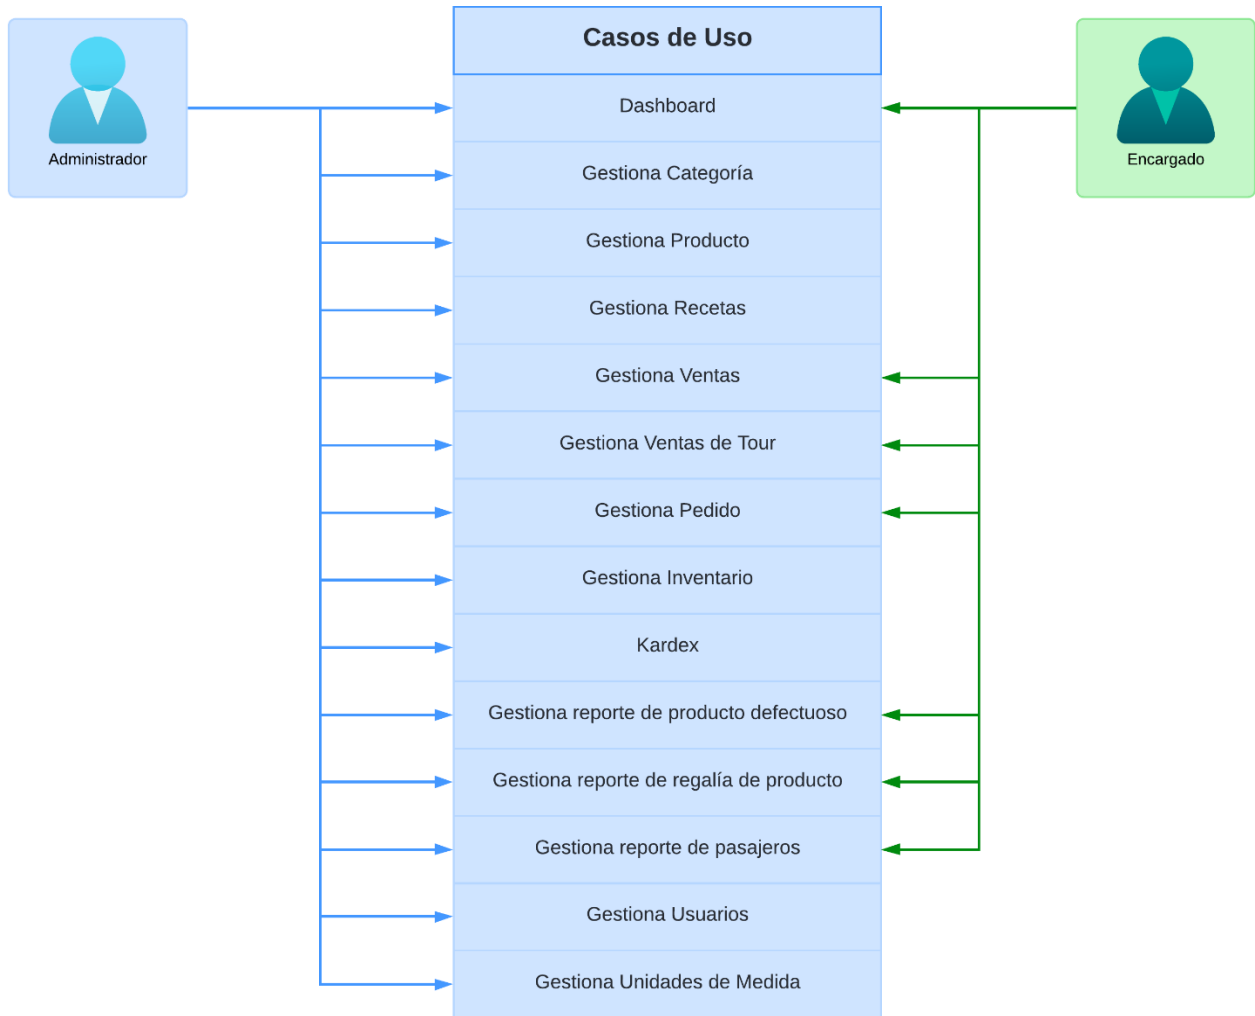 Casos de Uso
Administrador
Encargado
Dashboard
Gestiona Categoría
Gestiona Producto
Gestiona Recetas
Gestiona Ventas
Gestiona Ventas de Tour
Gestiona Pedido
Gestiona Inventario
Kardex
Gestiona reporte de producto defectuoso
Gestiona reporte de regalía de producto
Gestiona reporte de pasajeros
Gestiona Usuarios
Gestiona Unidades de Medida